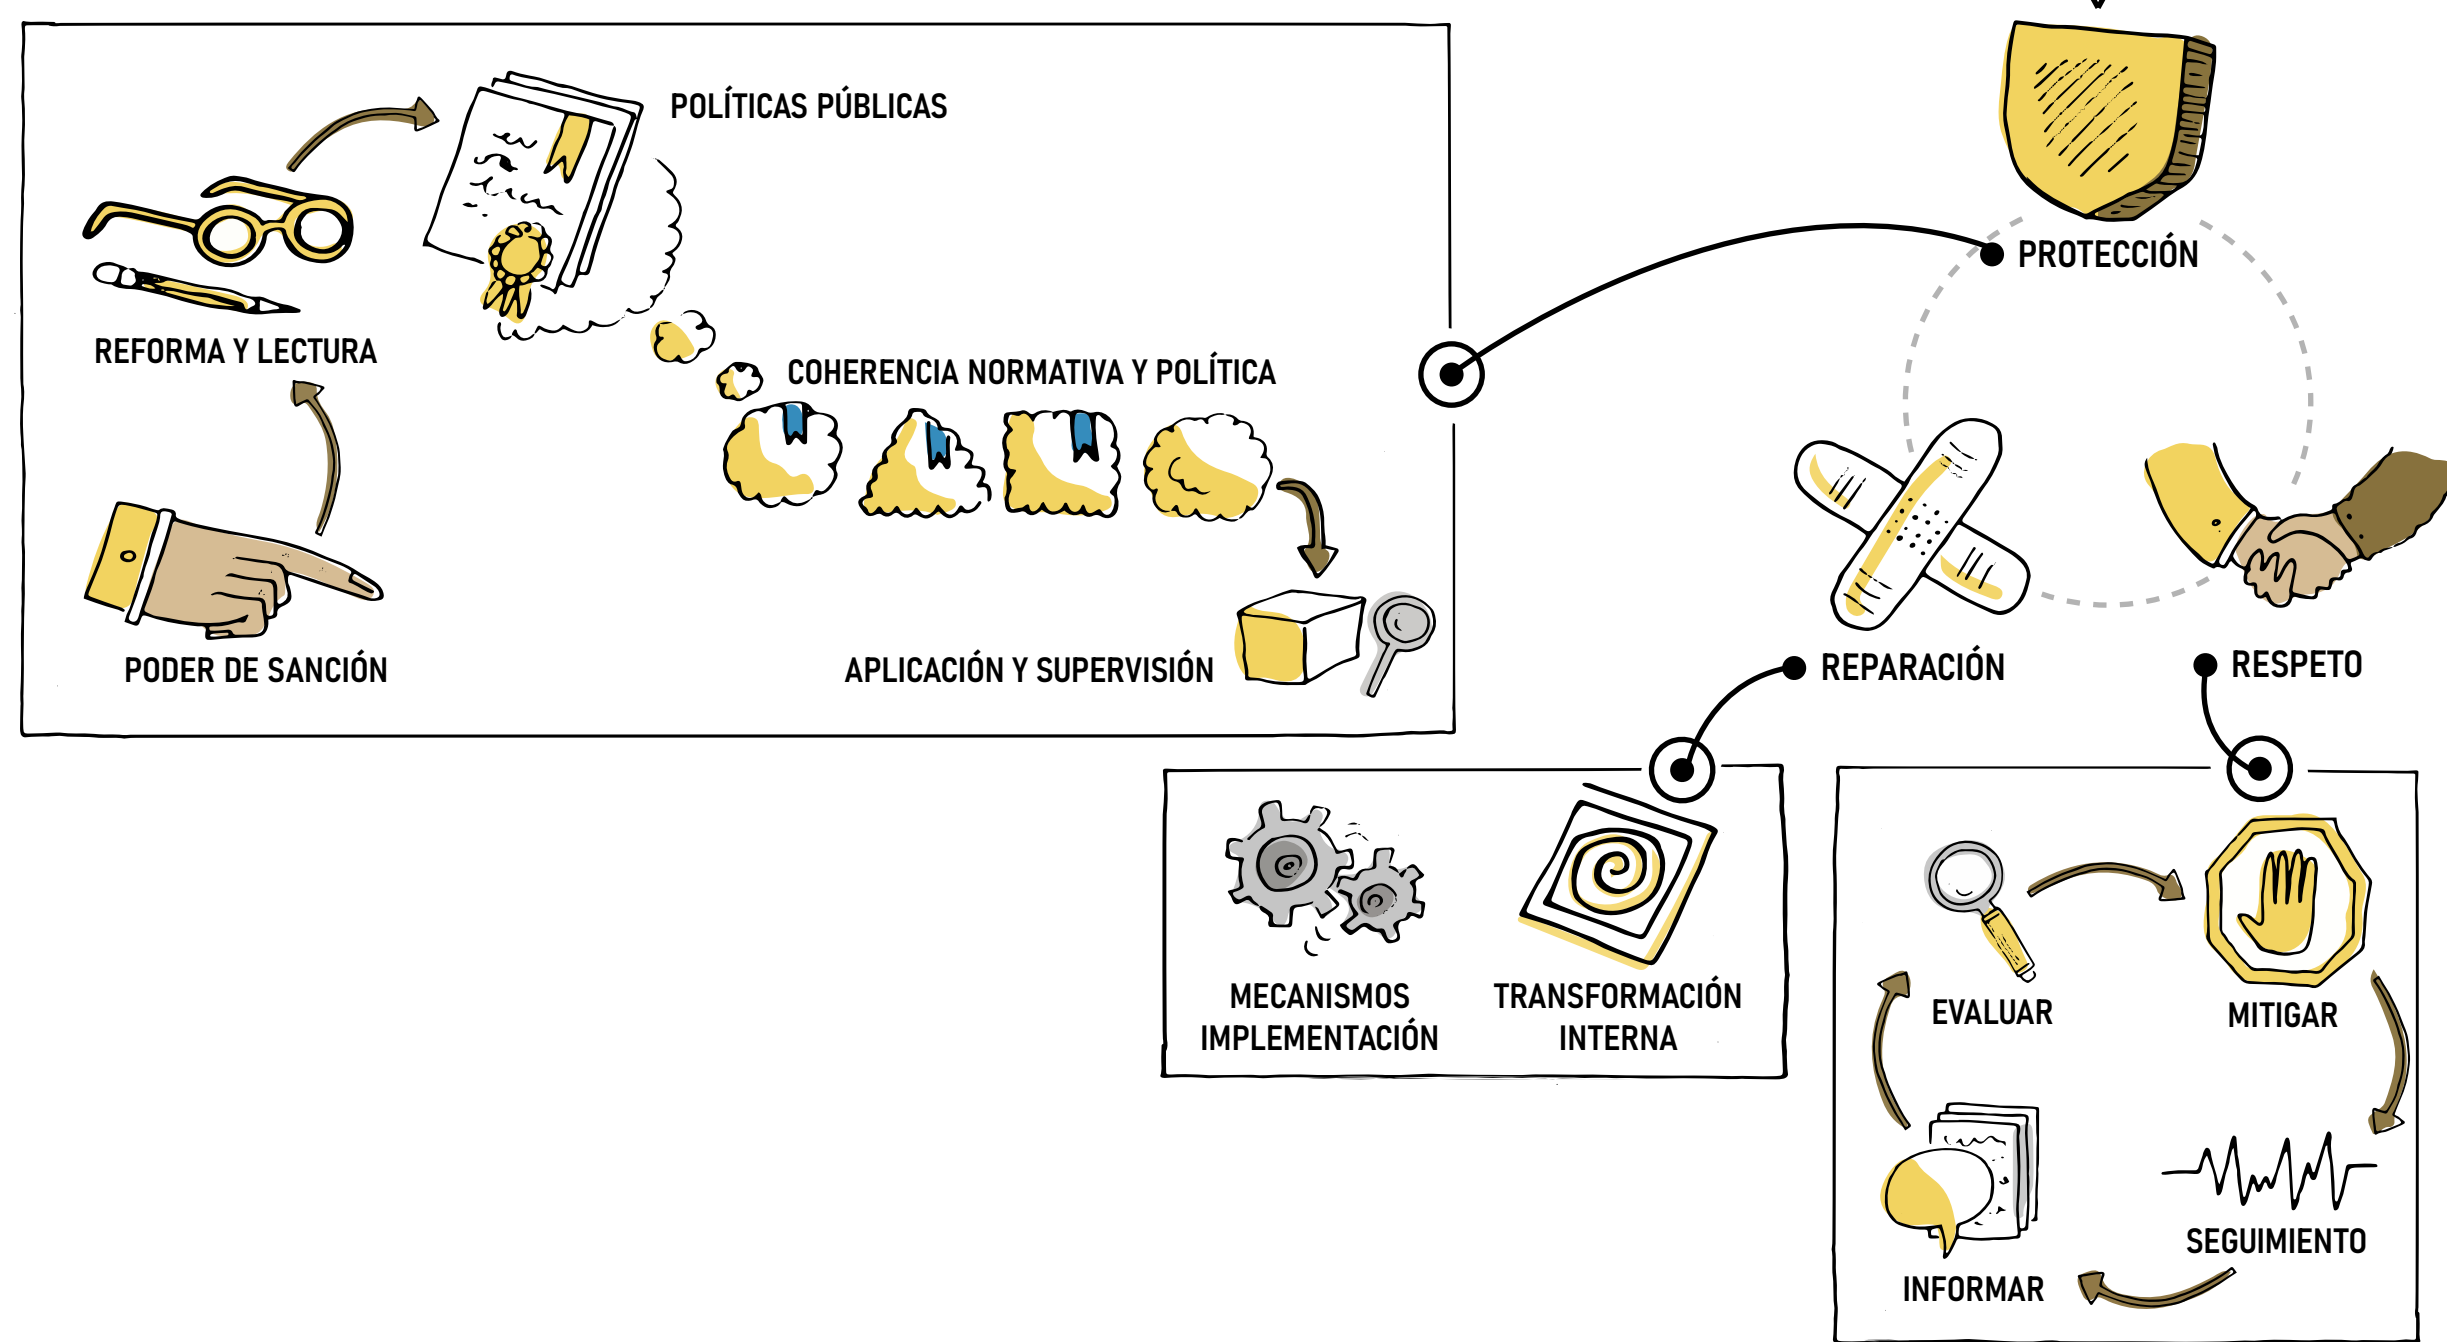 POLÍTICAS PÚBLICAS
REFORMA Y LECTURA
COHERENCIA NORMATIVA Y POLÍTICA
PODER DE SANCIÓN
APLICACIÓN Y SUPERVISIÓN
PROTECCIÓN
REPARACIÓN
RESPETO
MECANISMOS
IMPLEMENTACIÓN
TRANSFORMACIÓN
INTERNA
EVALUAR
MITIGAR
SEGUIMIENTO
INFORMAR